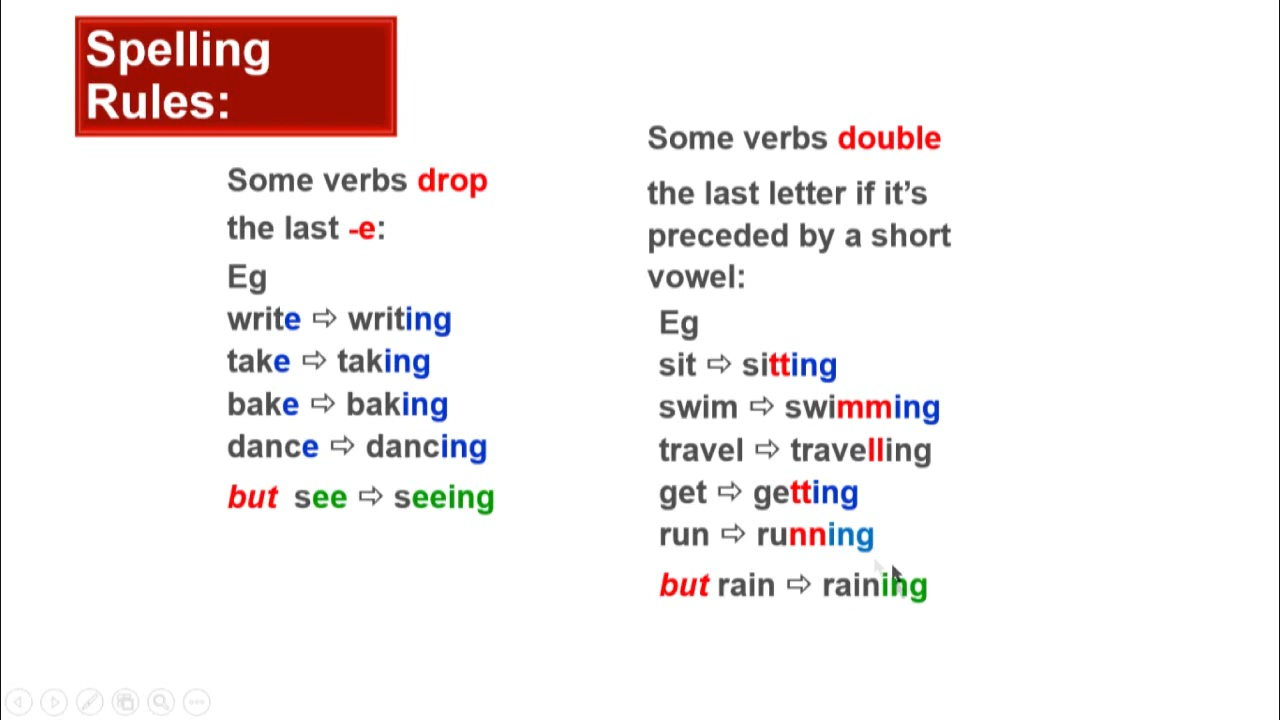 Spelling
Rules:
Some verbs drop
the last -e:
Eg
write ⇨ writing
take ⇨ taking
bake ⇨ baking
dance ⇨ dancing
but see ⇨ seeing
Some verbs double
the last letter if it’s
preceded by a short
vowel:
Eg
sit ⇨ sitting
swim ⇨ swimming
travel ⇨ travelling
get ⇨ getting
run ⇨ running
but rain ⇨ raining